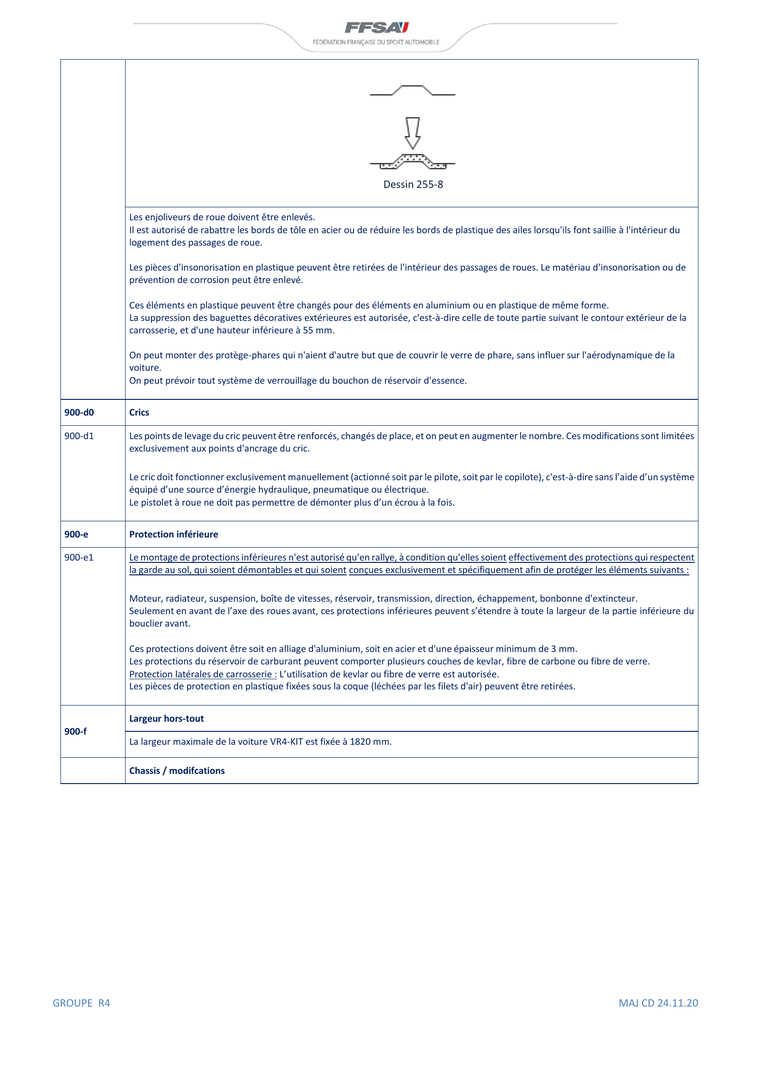 FFSA
FÉDÉRATION FRANÇAISE DU SPORT AUTOMOBILE
Dessin 255-8
Les enjoliveurs de roue doivent être enlevés.
Il est autorisé de rabattre les bords de tôle en acier ou de réduire les bords de plastique des ailes lorsqu'ils font saillie à l'intérieur du
logement des passages de roue.
Les pièces d'insonorisation en plastique peuvent être retirées de l'intérieur des passages de roues. Le matériau d'insonorisation ou de
prévention de corrosion peut être enlevé.
Ces éléments en plastique peuvent être changés pour des éléments en aluminium ou en plastique de même forme.
La suppression des baguettes décoratives extérieures est autorisée, c'est-à-dire celle de toute partie suivant le contour extérieur de la
carrosserie, et d'une hauteur inférieure à 55 mm.
On peut monter des protège-phares qui n'aient d'autre but que de couvrir le verre de phare, sans influer sur l'aérodynamique de la
voiture.
On peut prévoir tout système de verrouillage du bouchon de réservoir d'essence.
900-d0 Crics
900-d1 Les points de levage du cric peuvent être renforcés, changés de place, et on peut en augmenter le nombre. Ces modifications sont limitées
exclusivement aux points d'ancrage du cric.
Le cric doit fonctionner exclusivement manuellement (actionné soit par le pilote, soit par le copilote), c'est-à-dire sans l'aide d'un système
équipé d'une source d'énergie hydraulique, pneumatique ou électrique.
Le pistolet à roue ne doit pas permettre de démonter plus d'un écrou à la fois.
900-e Protection inférieure
900-e1 Le montage de protections inférieures n'est autorisé qu'en rallye, à condition qu'elles soient effectivement des protections qui respectent
la garde au sol, qui soient démontables et qui soient conçues exclusivement et spécifiquement afin de protéger les éléments suivants :
Moteur, radiateur, suspension, boîte de vitesses, réservoir, transmission, direction, échappement, bonbonne d'extincteur.
Seulement en avant de l'axe des roues avant, ces protections inférieures peuvent s'étendre à toute la largeur de la partie inférieure du
bouclier avant.
Ces protections doivent être soit en alliage d'aluminium, soit en acier et d'une épaisseur minimum de 3 mm.
Les protections du réservoir de carburant peuvent comporter plusieurs couches de kevlar, fibre de carbone ou fibre de verre.
Protection latérales de carrosserie : L'utilisation de kevlar ou fibre de verre est autorisée.
Les pièces de protection en plastique fixées sous la coque (léchées par les filets d'air) peuvent être retirées.
900-f Largeur hors-tout
La largeur maximale de la voiture VR4-KIT est fixée à 1820 mm.
Chassis / modifcations
GROUPE R4 MAJ CD 24.11.20